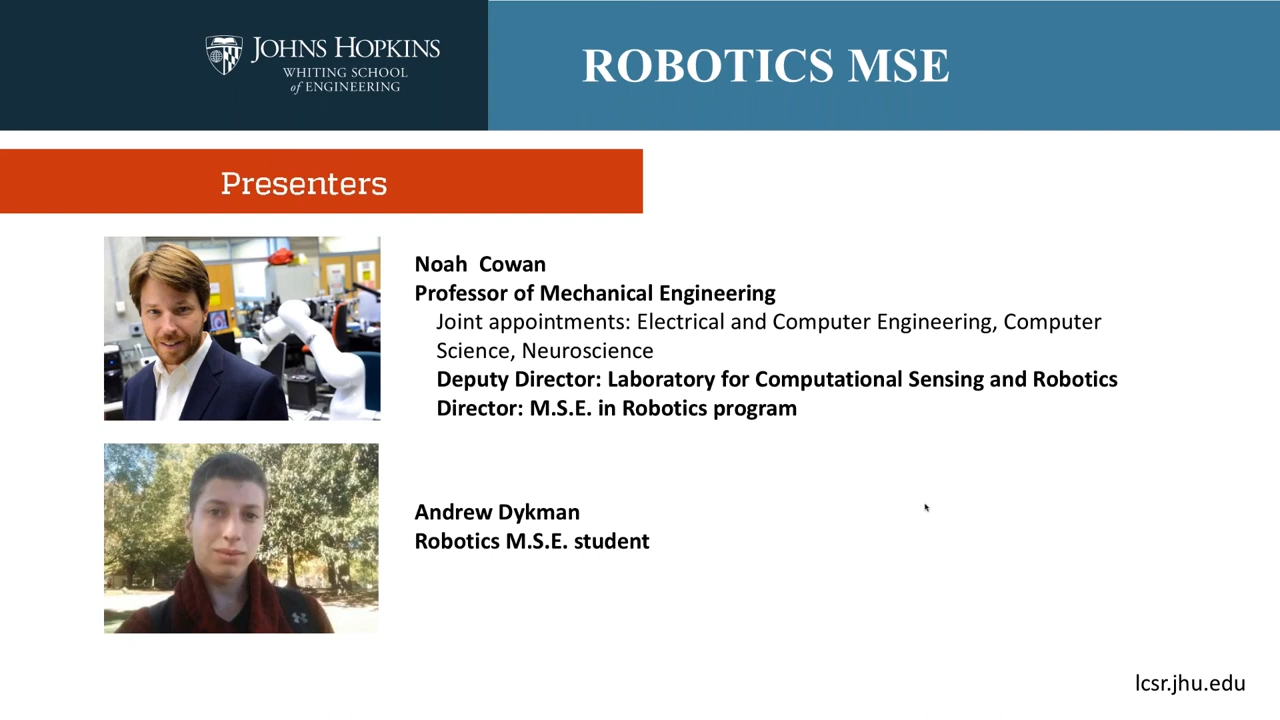 JOHNS HOPKINS
WHITING SCHOOL
of ENGINEERING
ROBOTICS MSE
Presenters
Noah Cowan
Professor of Mechanical Engineering
Joint appointments: Electrical and Computer Engineering, Computer
Science, Neuroscience
Deputy Director: Laboratory for Computational Sensing and Robotics
Director: M.S.E. in Robotics program
Andrew Dykman
Robotics M.S.E. student
lcsr.jhu.edu